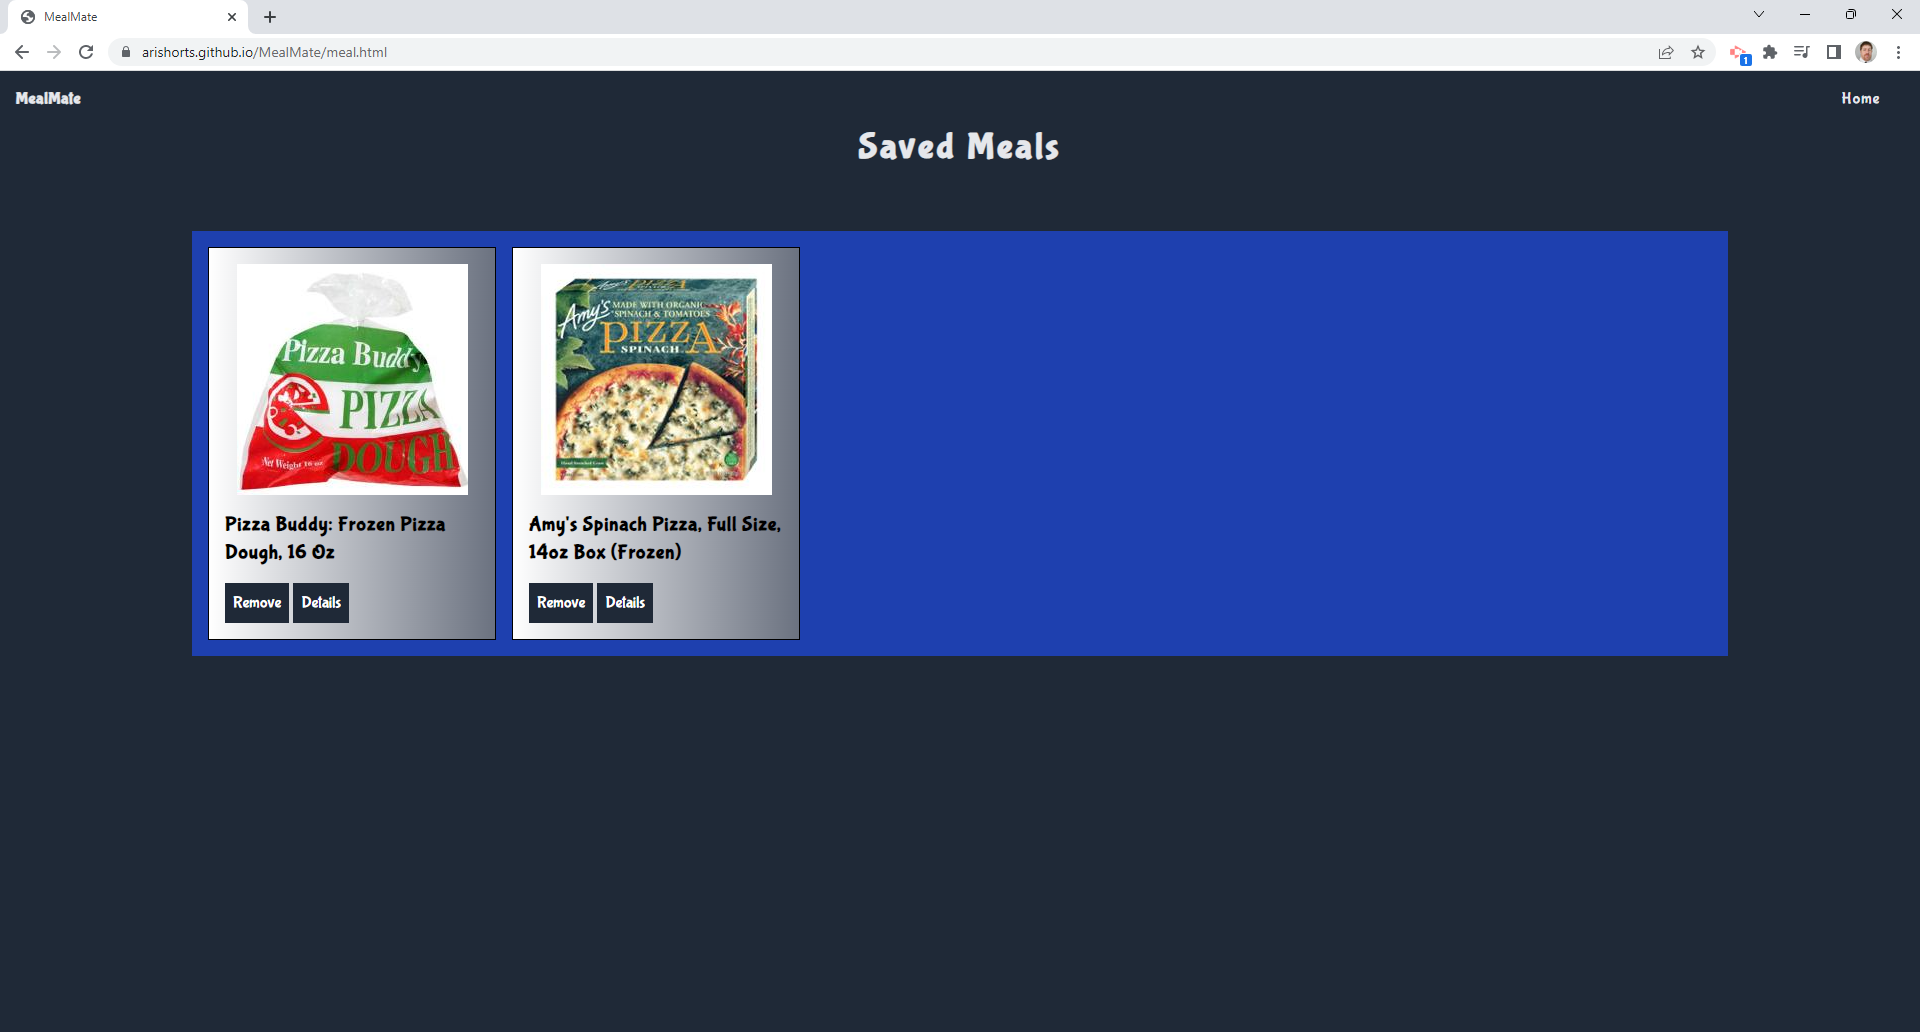 MealMate
arishorts.github.io/MealMate/meal.html
1
MealMate
Home
Saved Meals
Pizza Buddy
PIZZA
DOUGH
Net Weight 16 oz
Amy's
MADE WITH ORGANIC
SPINACH & TOMATOES
PIZZA
SPINACH
Pizza Buddy: Frozen Pizza
Dough, 16 Oz
Remove
Details
Amy's Spinach Pizza, Full Size,
14oz Box (Frozen)
Remove
Details